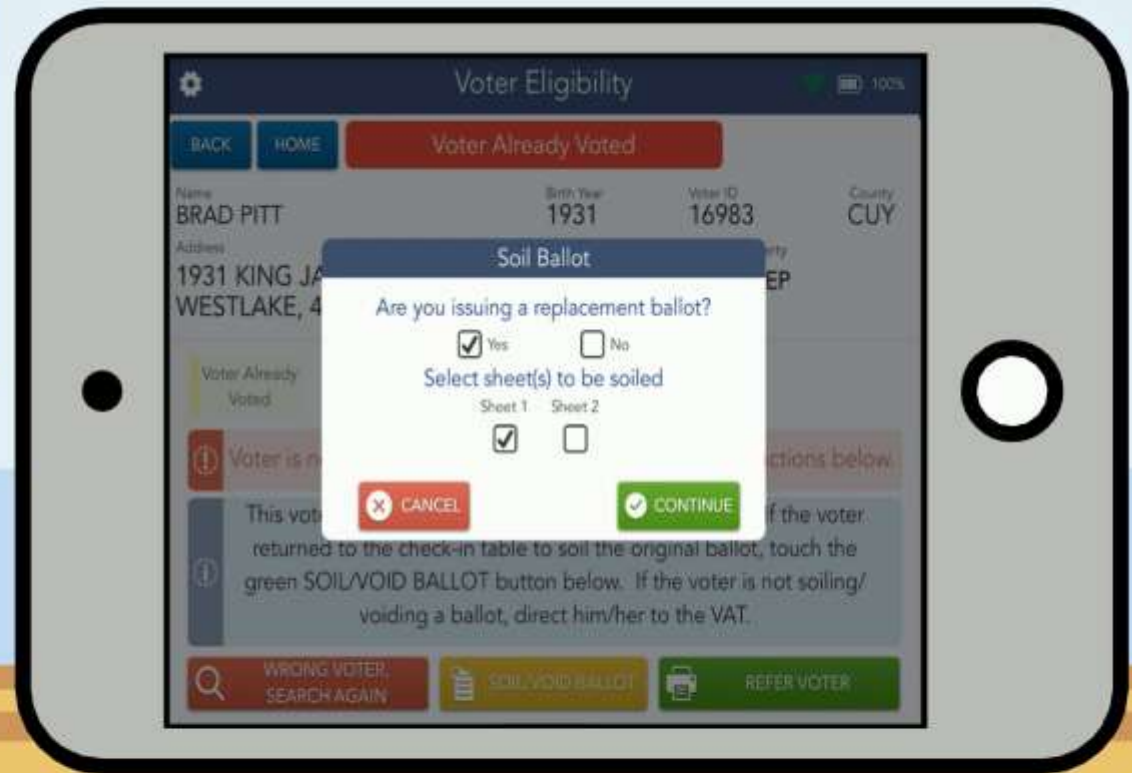 Voter Eligibility
100%
BACK
HOME
Voter Already Voted
Name
BRAD PITT
Birth Year
1931
Voter ID
16983
County
CUY
Address
1931 KING JA
WESTLAKE, 4
EP
Soil Ballot
Are you issuing a replacement ballot?
Yes
No
Select sheet(s) to be soiled
Sheet 1
Sheet 2
CANCEL
CONTINUE
Voter Already
Voted
Voter is n
ctions below.
This vot
f the voter
returned to the check-in table to soil the original ballot, touch the
green SOIL/VOID BALLOT button below. If the voter is not soiling/
voiding a ballot, direct him/her to the VAT.
WRONG VOTER,
SEARCH AGAIN
SOIL/VOID BALLOT
REFER VOTER